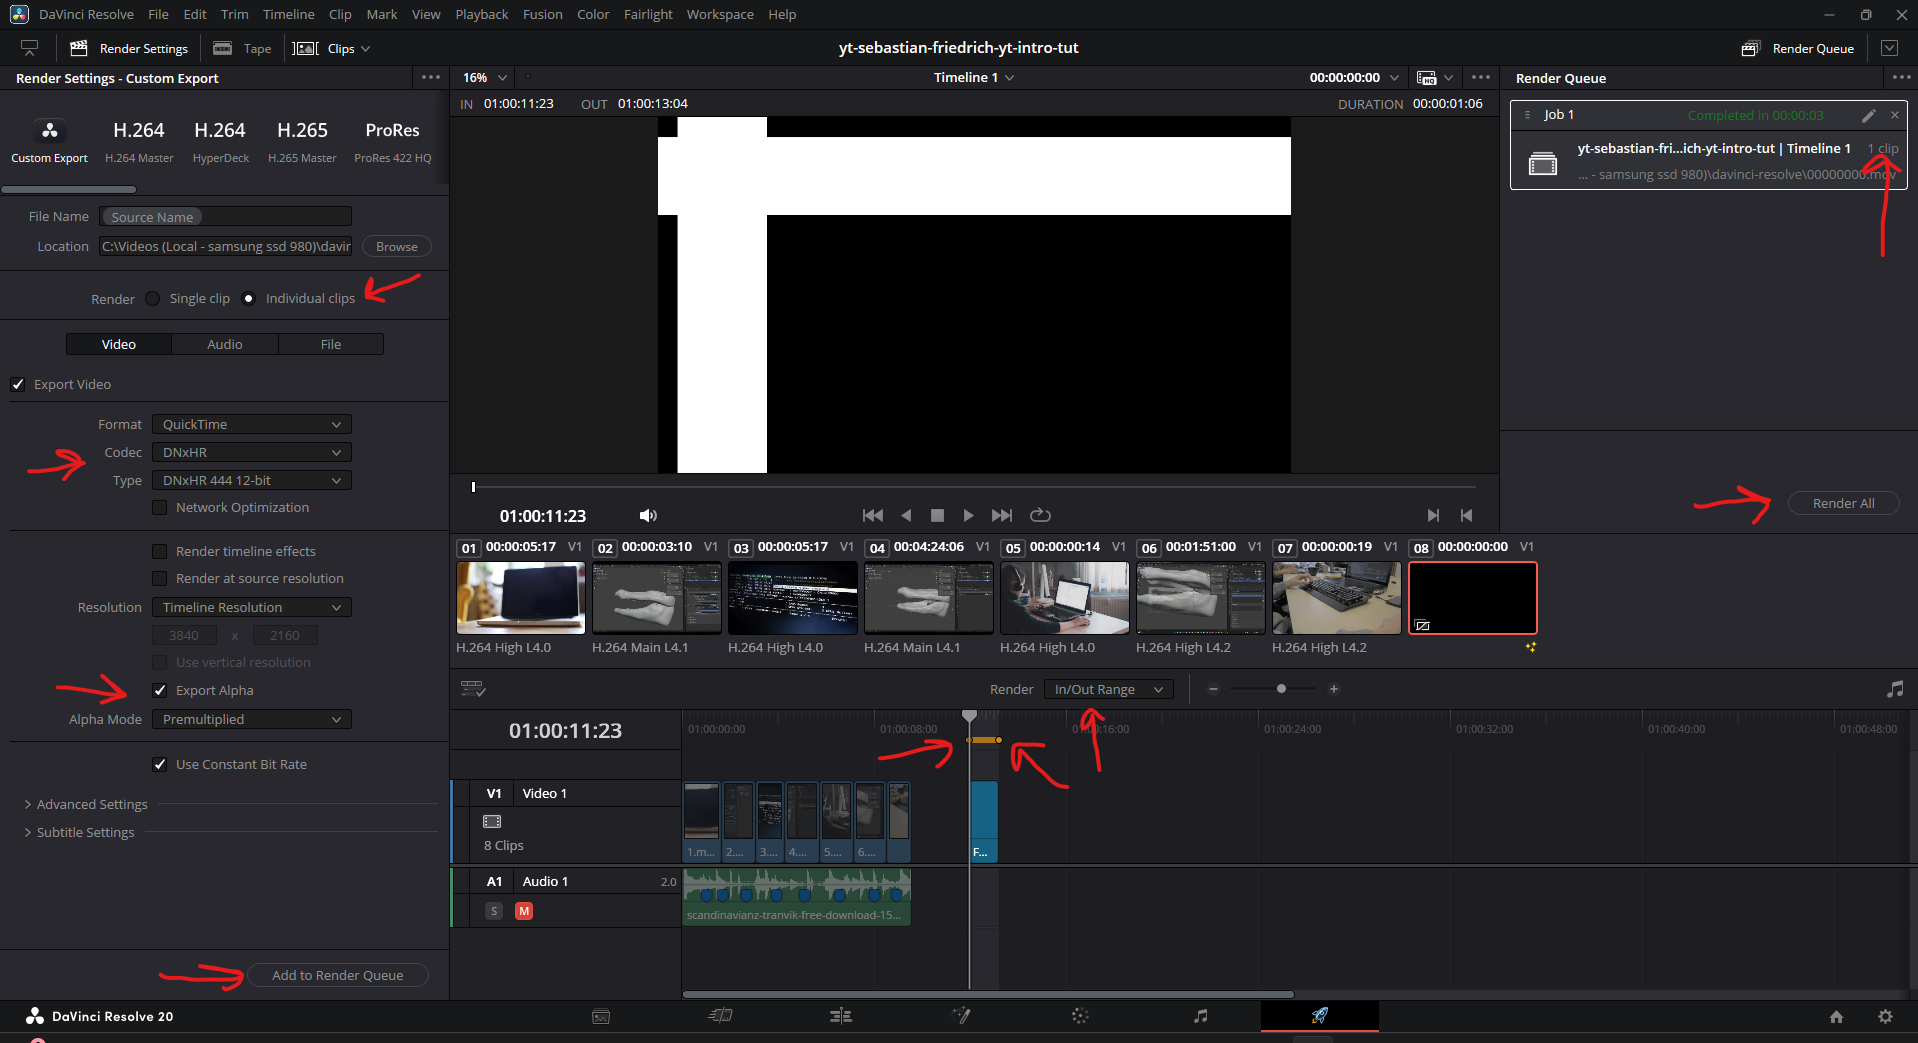 DaVinci Resolve File Edit Trim Timeline Clip Mark View Playback Fusion Color Fairlight Workspace Help
Render Settings Tape Clips yt-sebastian-friedrich-yt-intro-tut Render Queue
Render Settings - Custom Export ••• 16% Timeline 1 00:00:00:00 HQ ••• Render Queue •••
IN 01:00:11:23 OUT 01:00:13:04 DURATION 00:00:01:06
Job 1 Completed in 00:00:03
H.264 H.264 H.265 ProRes
Custom Export H.264 Master HyperDeck H.265 Master ProRes 422 HQ
yt-sebastian-fri...ich-yt-intro-tut | Timeline 1 1 clip
... - samsung ssd 980)\davinci-resolve\00000000.mov
File Name Source Name
Location C:\Videos (Local - samsung ssd 980)\davin Browse
Render Single clip Individual clips
Video Audio File
Export Video
Format QuickTime
Codec DNxHR
Type DNxHR 444 12-bit
Network Optimization
Render All
01:00:11:23
Render timeline effects
Render at source resolution
Resolution Timeline Resolution
3840 x 2160
Use vertical resolution
Export Alpha
Alpha Mode Premultiplied
Use Constant Bit Rate
Advanced Settings
Subtitle Settings
Add to Render Queue
01 00:00:05:17 V1 02 00:00:03:10 V1 03 00:00:05:17 V1 04 00:04:24:06 V1 05 00:00:00:14 V1 06 00:01:51:00 V1 07 00:00:00:19 V1 08 00:00:00:00 V1
H.264 High L4.0 H.264 Main L4.1 H.264 High L4.0 H.264 Main L4.1 H.264 High L4.0 H.264 High L4.2 H.264 High L4.2
Render In/Out Range
01:00:11:23 01:00:00:00 01:00:08:00 01:00:16:00 01:00:24:00 01:00:32:00 01:00:40:00 01:00:48:00
V1 Video 1
8 Clips
1.m... 2.... 3.... 4.... 5.... 6.... F...
A1 Audio 1 2.0
S M
scandinavianz-tranvik-free-download-15...
DaVinci Resolve 20